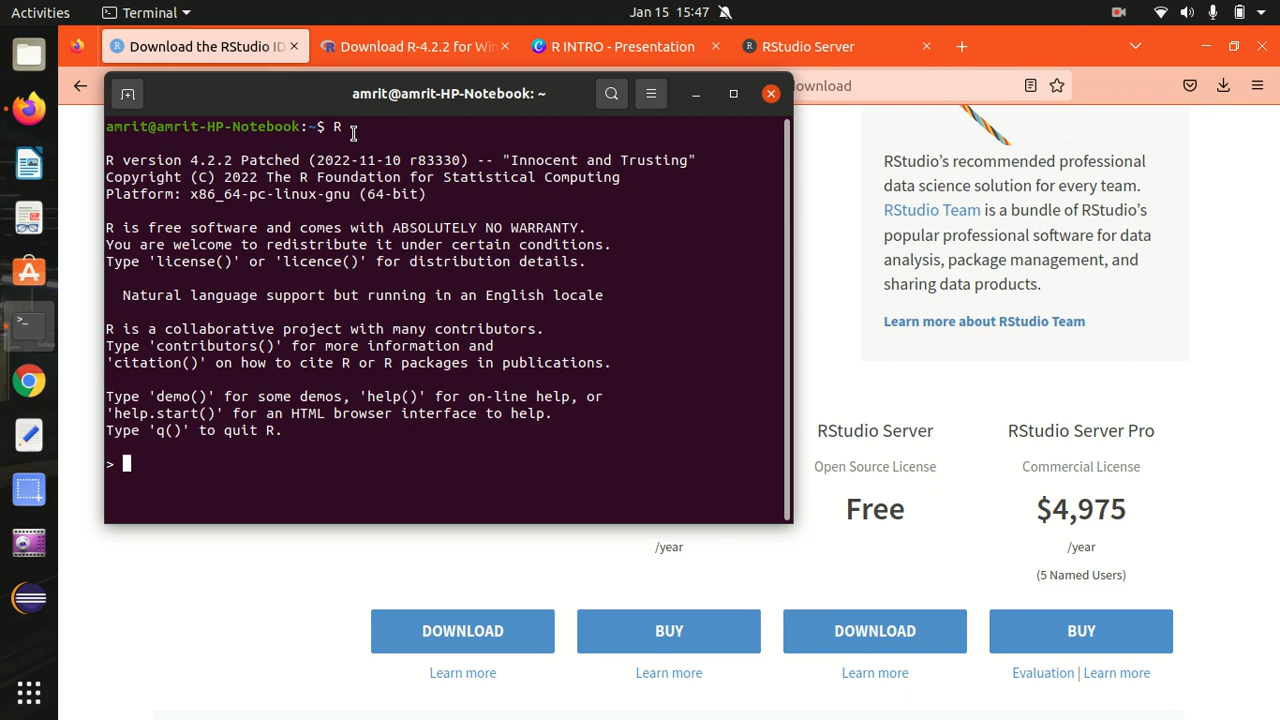 Activities
Terminal
Jan 15 15:47
Download the RStudio ID
Download R-4.2.2 for Win
R INTRO - Presentation
RStudio Server
amrit@amrit-HP-Notebook: ~
ownload
amrit@amrit-HP-Notebook:~$ R
R version 4.2.2 Patched (2022-11-10 r83330) -- "Innocent and Trusting"
Copyright (C) 2022 The R Foundation for Statistical Computing
Platform: x86_64-pc-linux-gnu (64-bit)
R is free software and comes with ABSOLUTELY NO WARRANTY.
You are welcome to redistribute it under certain conditions.
Type 'license()' or 'licence()' for distribution details.
Natural language support but running in an English locale
R is a collaborative project with many contributors.
Type 'contributors()' for more information and
'citation()' on how to cite R or R packages in publications.
Type 'demo()' for some demos, 'help()' for on-line help, or
'help.start()' for an HTML browser interface to help.
Type 'q()' to quit R.
>
RStudio's recommended professional
data science solution for every team.
RStudio Team is a bundle of RStudio's
popular professional software for data
analysis, package management, and
sharing data products.
Learn more about RStudio Team
RStudio Server
RStudio Server Pro
Open Source License
Commercial License
Free
$4,975
/year
/year
(5 Named Users)
DOWNLOAD
BUY
DOWNLOAD
BUY
Learn more
Learn more
Learn more
Evaluation | Learn more